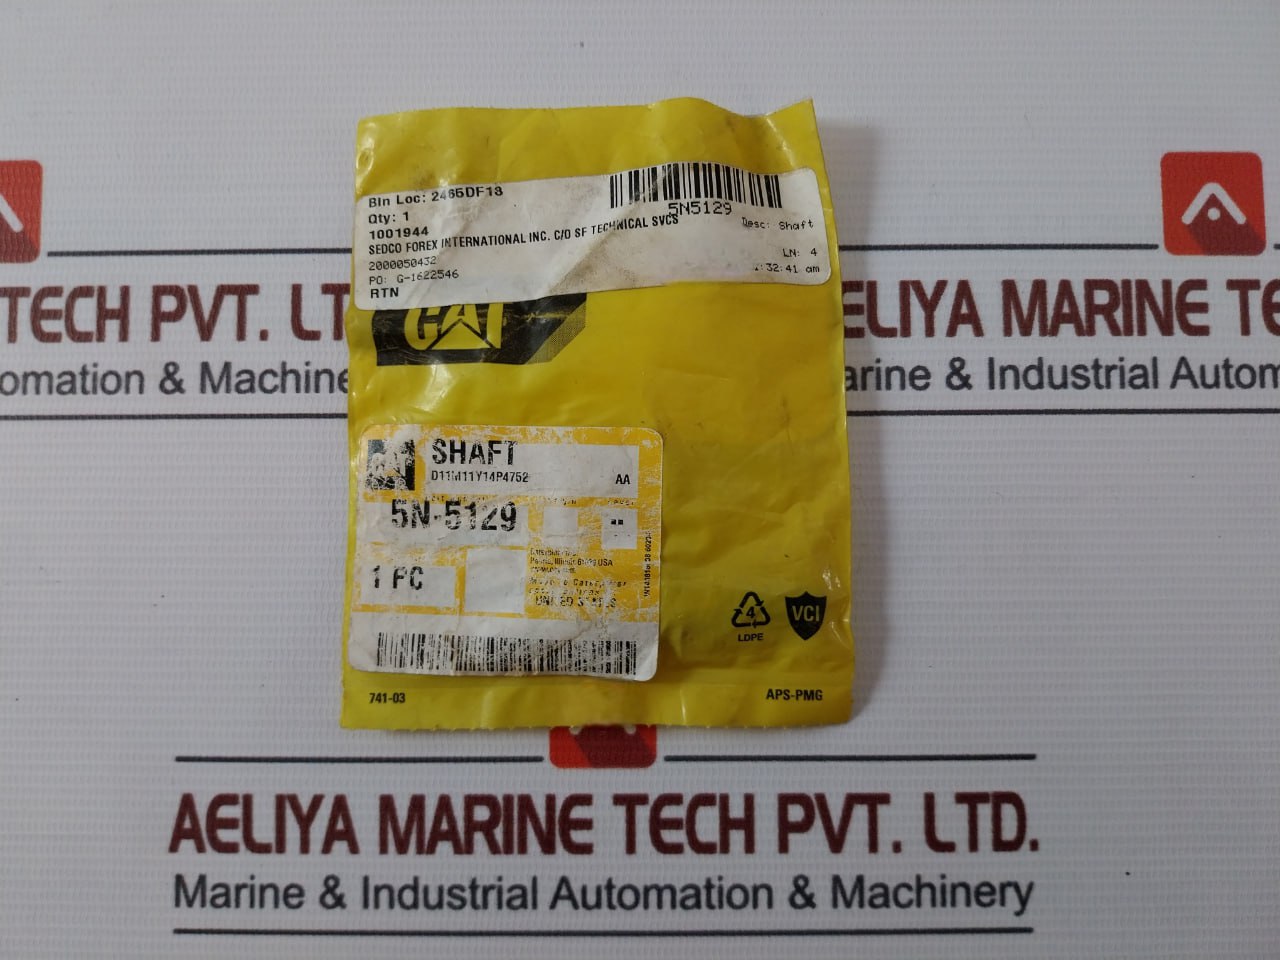 Bin Loc: 2465DF18
Qty: 1
1001944
SEDCO FOREX INTERNATIONAL INC. C/O SF TECHNICAL SVCS
2000050432
PO: G-1622546
RTN
5N5129
Desc: Shaft
LN: 4
:32:41 am
CAT
CAT
SHAFT
D11M11Y14P4752
AA
5N-5129
1 PC
4
LDPE
VCI
741-03
APS-PMG
TECH PVT. LT
omation & Machine
ELIYA MARINE TE
arine & Industrial Autom
AELIYA MARINE TECH PVT. LTD.
Marine & Industrial Automation & Machinery